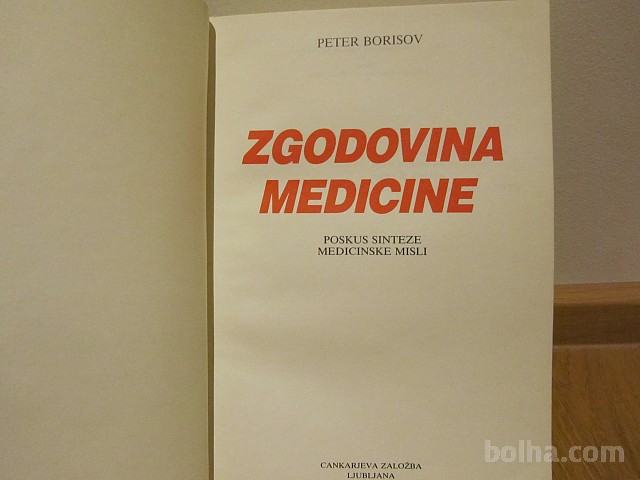 PETER BORISOV
ZGODOVINA
MEDICINE
POSKUS SINTEZE
MEDICINSKE MISLI
CANKARJEVA ZALOŽBA
LJUBLJANA
bolha.com